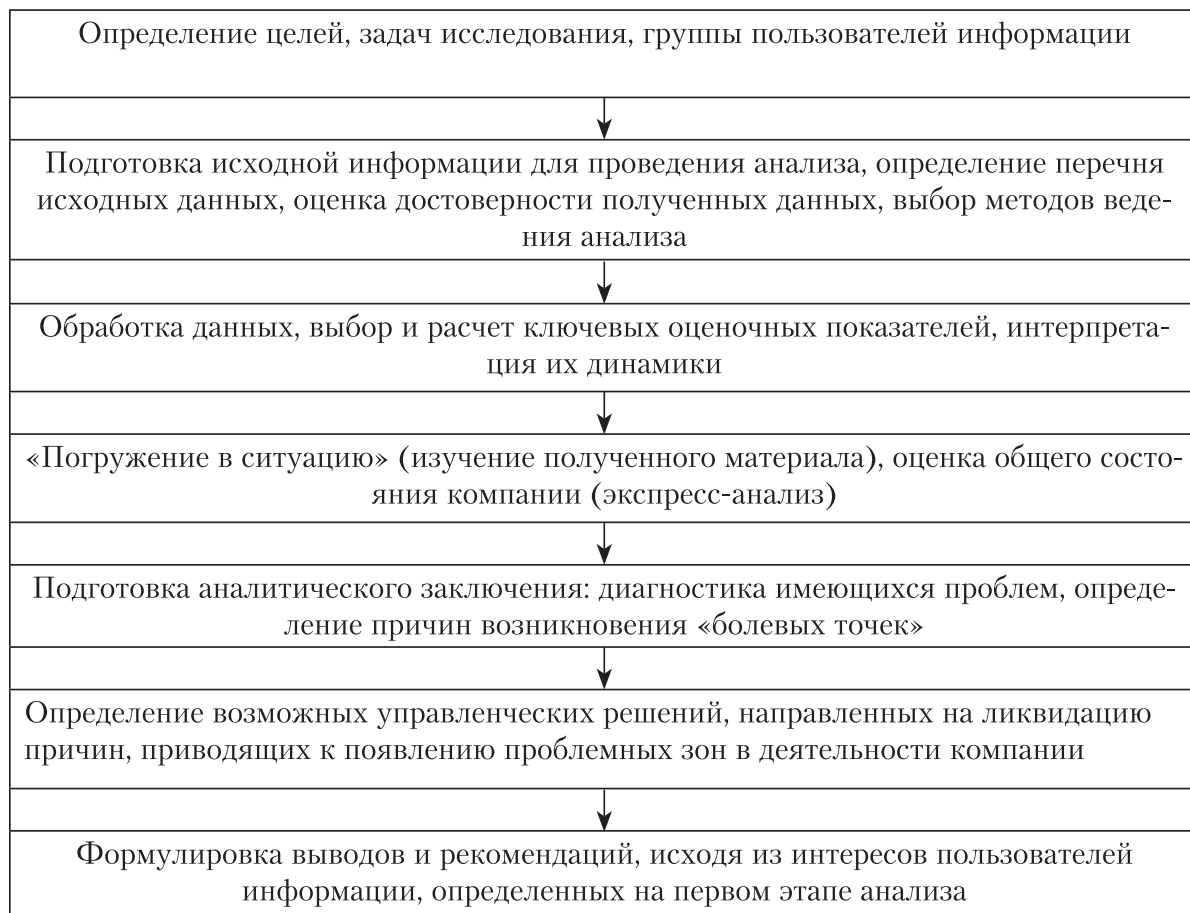 Определение целей, задач исследования, группы пользователей информации
Подготовка исходной информации для проведения анализа, определение перечня
исходных данных, оценка достоверности полученных данных, выбор методов веде-
ния анализа
Обработка данных, выбор и расчет ключевых оценочных показателей, интерпрета-
ция их динамики
«Погружение в ситуацию» (изучение полученного материала), оценка общего состо-
яния компании (экспресс-анализ)
Подготовка аналитического заключения: диагностика имеющихся проблем, опреде-
ление причин возникновения «болевых точек»
Определение возможных управленческих решений, направленных на ликвидацию
причин, приводящих к появлению проблемных зон в деятельности компании
Формулировка выводов и рекомендаций, исходя из интересов пользователей
информации, определенных на первом этапе анализа